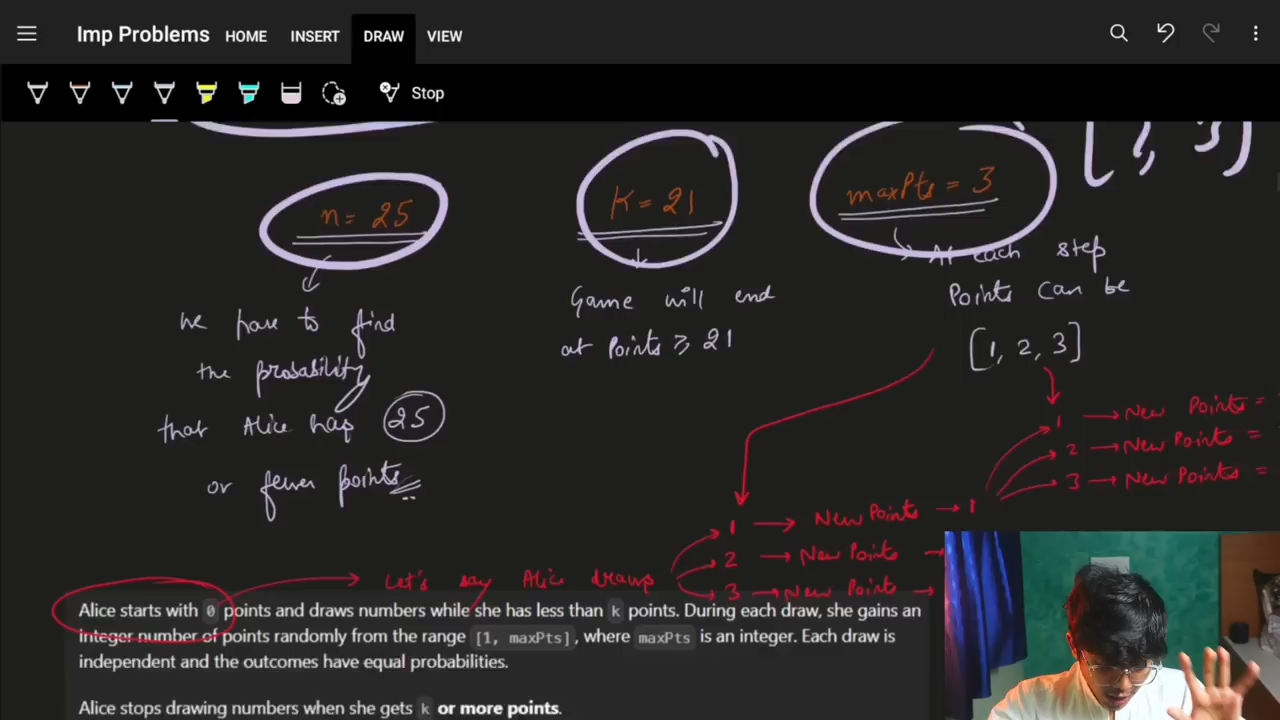 Imp Problems HOME INSERT DRAW VIEW
Stop
n = 25
K = 21
maxPts = 3
[1, 3]
We have to find
the probability
that Alice has 25
or fewer points
Game will end
at Points ≥ 21
At each step
Points can be
[1, 2, 3]
1 → New Points =
2 → New Points =
3 → New Points =
1 → New Points → 1
2 → New Points →
3 → New Points →
Let's say Alice draws
Alice starts with 0 points and draws numbers while she has less than k points. During each draw, she gains an
integer number of points randomly from the range [1, maxPts], where maxPts is an integer. Each draw is
independent and the outcomes have equal probabilities.
Alice stops drawing numbers when she gets k or more points.